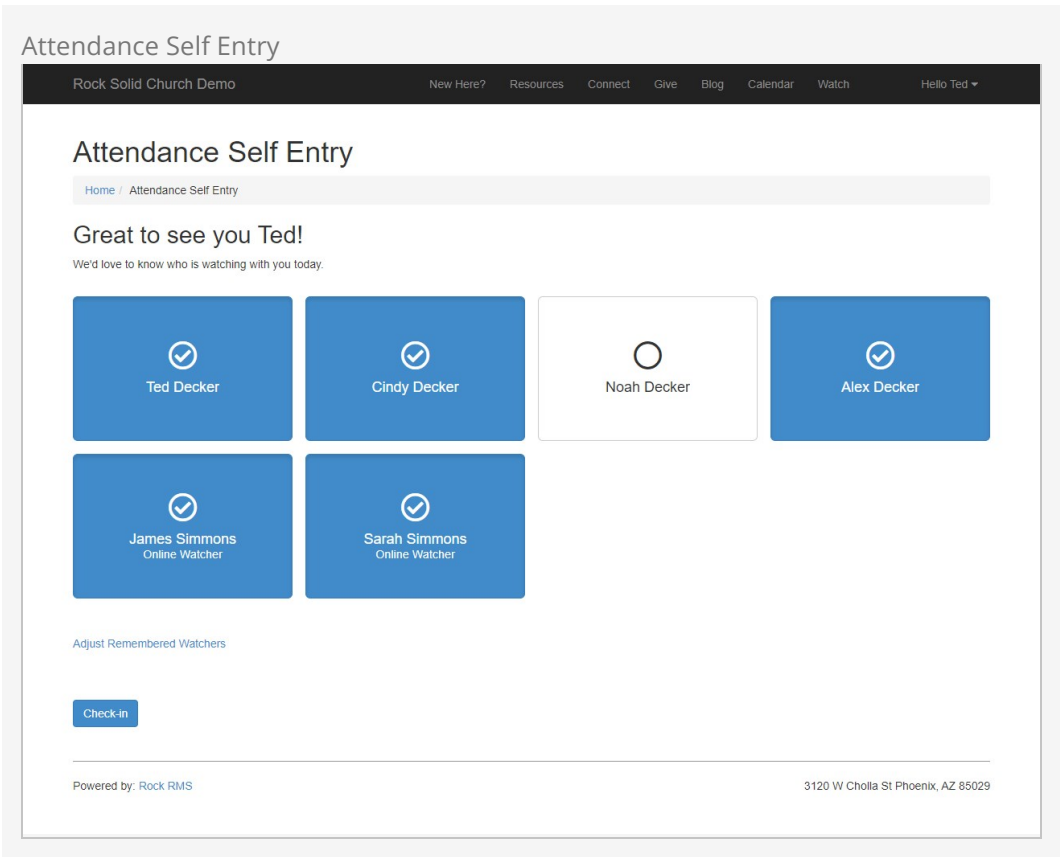 Attendance Self Entry
Rock Solid Church Demo New Here? Resources Connect Give Blog Calendar Watch Hello Ted
Attendance Self Entry
Home / Attendance Self Entry
Great to see you Ted!
We'd love to know who is watching with you today.
Ted Decker Cindy Decker Noah Decker Alex Decker
James Simmons Sarah Simmons
Online Watcher Online Watcher
Adjust Remembered Watchers
Check-in
Powered by: Rock RMS 3120 W Cholla St Phoenix, AZ 85029